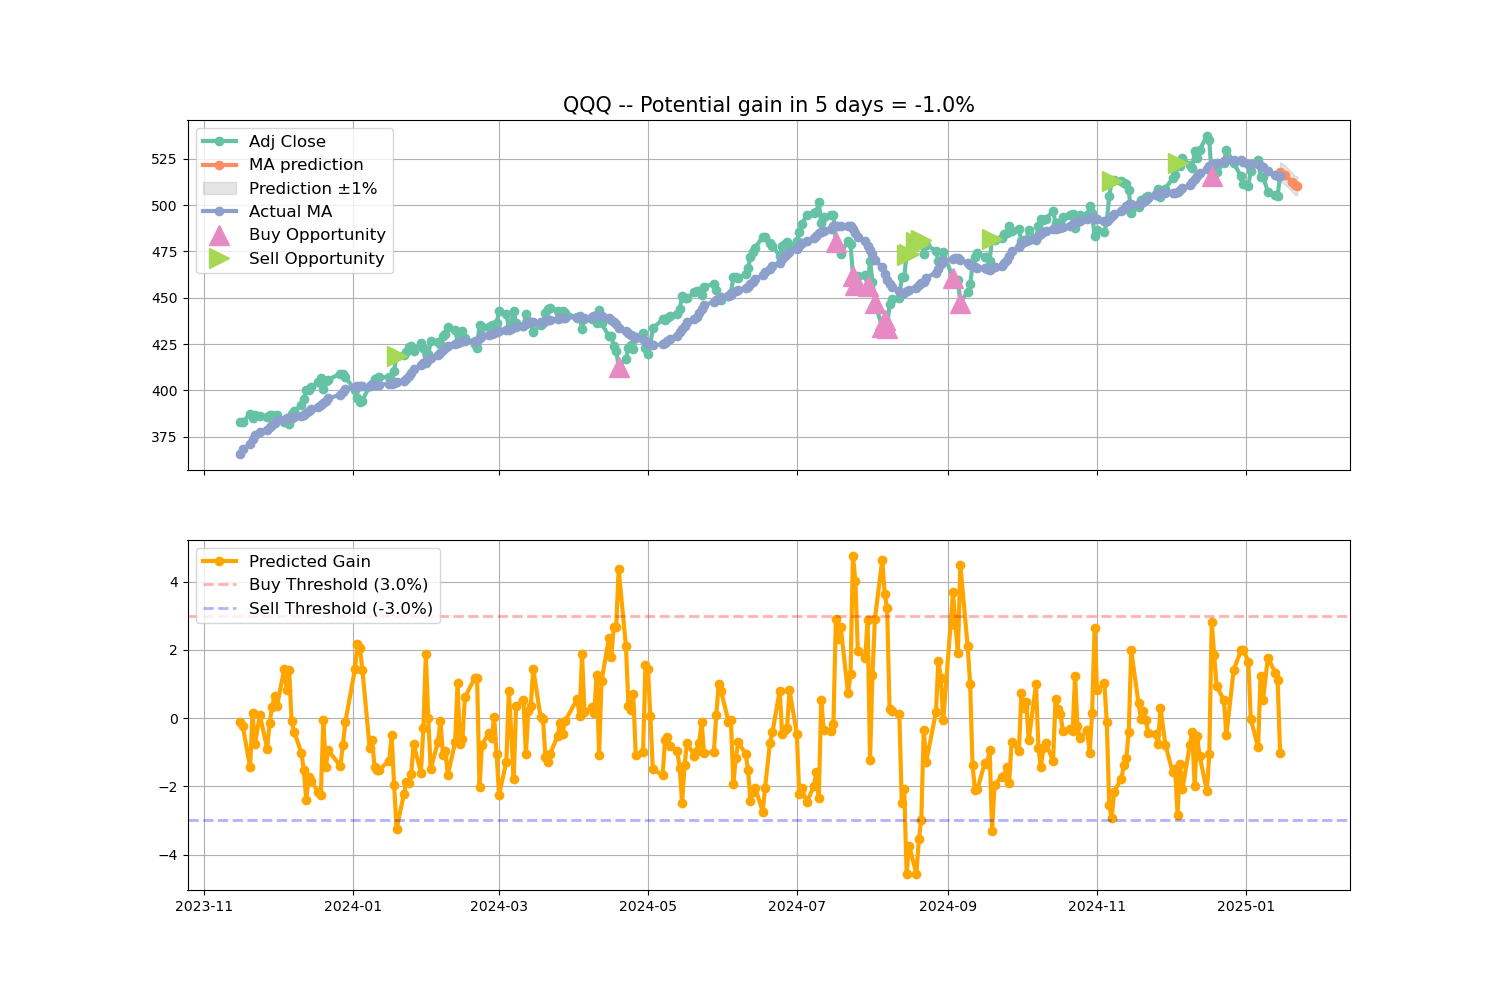 QQQ -- Potential gain in 5 days = -1.0%
Adj Close
MA prediction
Prediction ±1%
Actual MA
Buy Opportunity
Sell Opportunity
525
500
475
450
425
400
375
Predicted Gain
Buy Threshold (3.0%)
Sell Threshold (-3.0%)
4
2
0
−2
−4
2023-11 2024-01 2024-03 2024-05 2024-07 2024-09 2024-11 2025-01